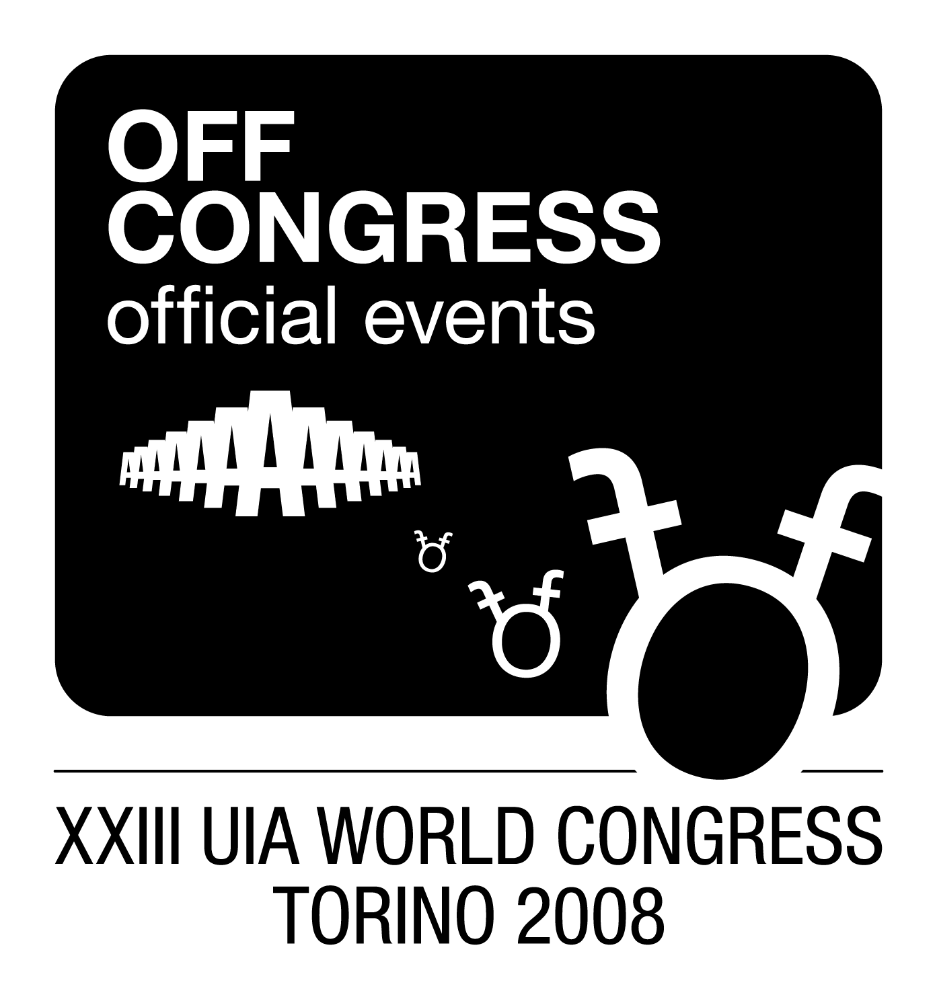 OFF
CONGRESS
official events
XXIII UIA WORLD CONGRESS
TORINO 2008